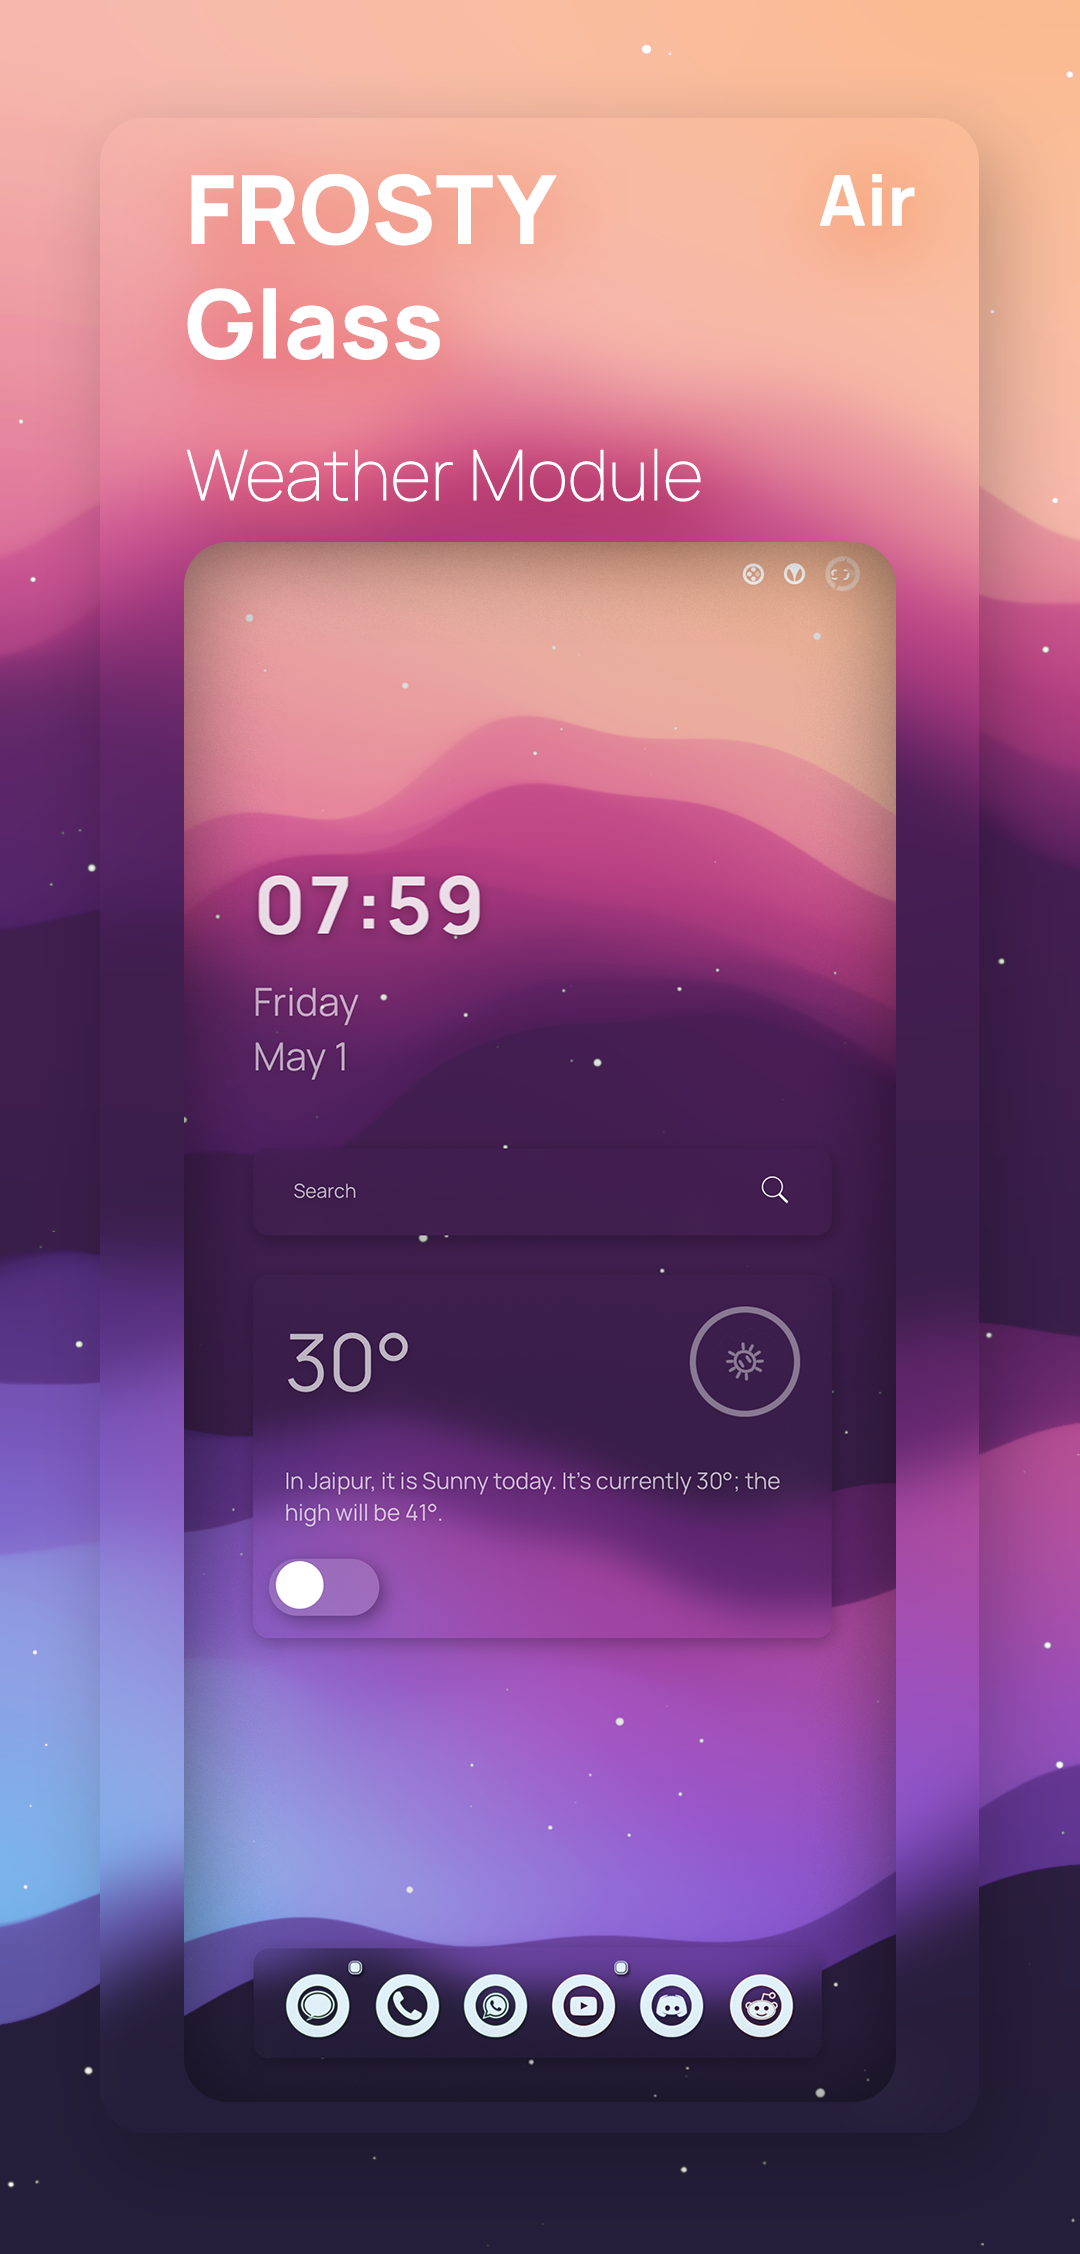 FROSTY
Air
Glass
Weather Module
07:59
Friday
May 1
Search
30°
In Jaipur, it is Sunny today. It's currently 30°; the
high will be 41°.